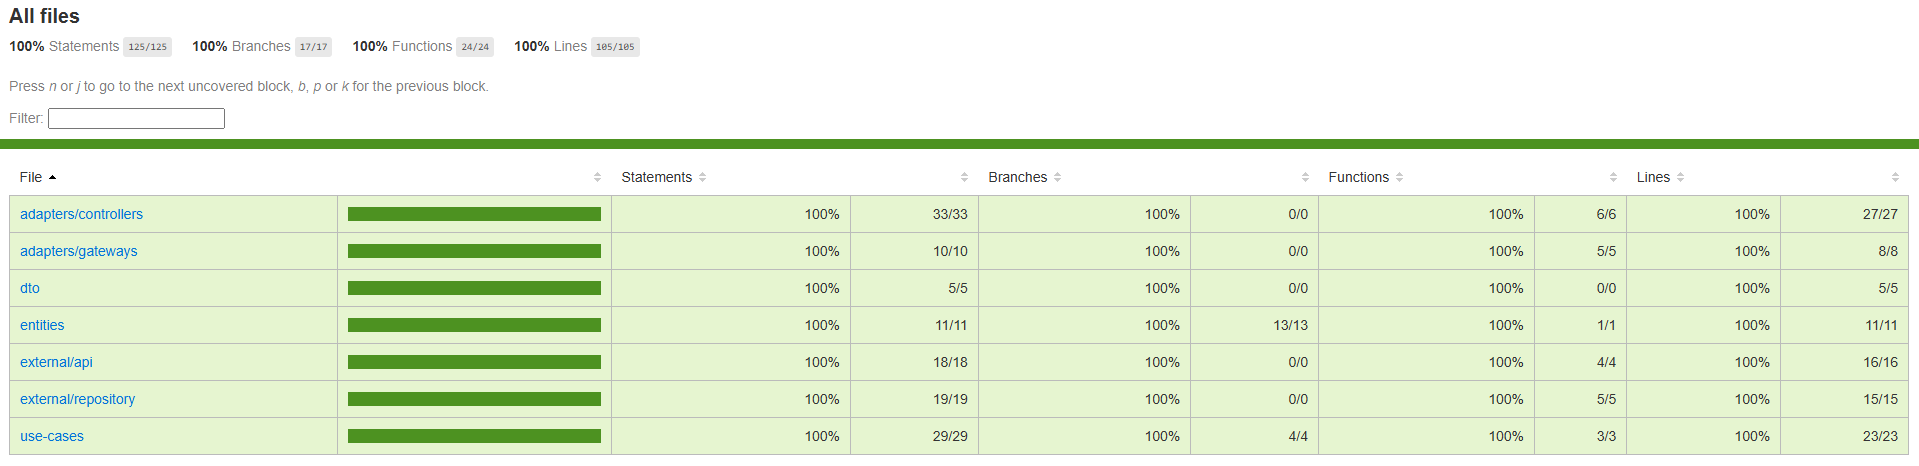 All files
100% Statements 125/125 100% Branches 17/17 100% Functions 24/24 100% Lines 105/105
Press n or j to go to the next uncovered block, b, p or k for the previous block.
Filter:
File Statements Branches Functions Lines
adapters/controllers 100% 33/33 100% 0/0 100% 6/6 100% 27/27
adapters/gateways 100% 10/10 100% 0/0 100% 5/5 100% 8/8
dto 100% 5/5 100% 0/0 100% 0/0 100% 5/5
entities 100% 11/11 100% 13/13 100% 1/1 100% 11/11
external/api 100% 18/18 100% 0/0 100% 4/4 100% 16/16
external/repository 100% 19/19 100% 0/0 100% 5/5 100% 15/15
use-cases 100% 29/29 100% 4/4 100% 3/3 100% 23/23